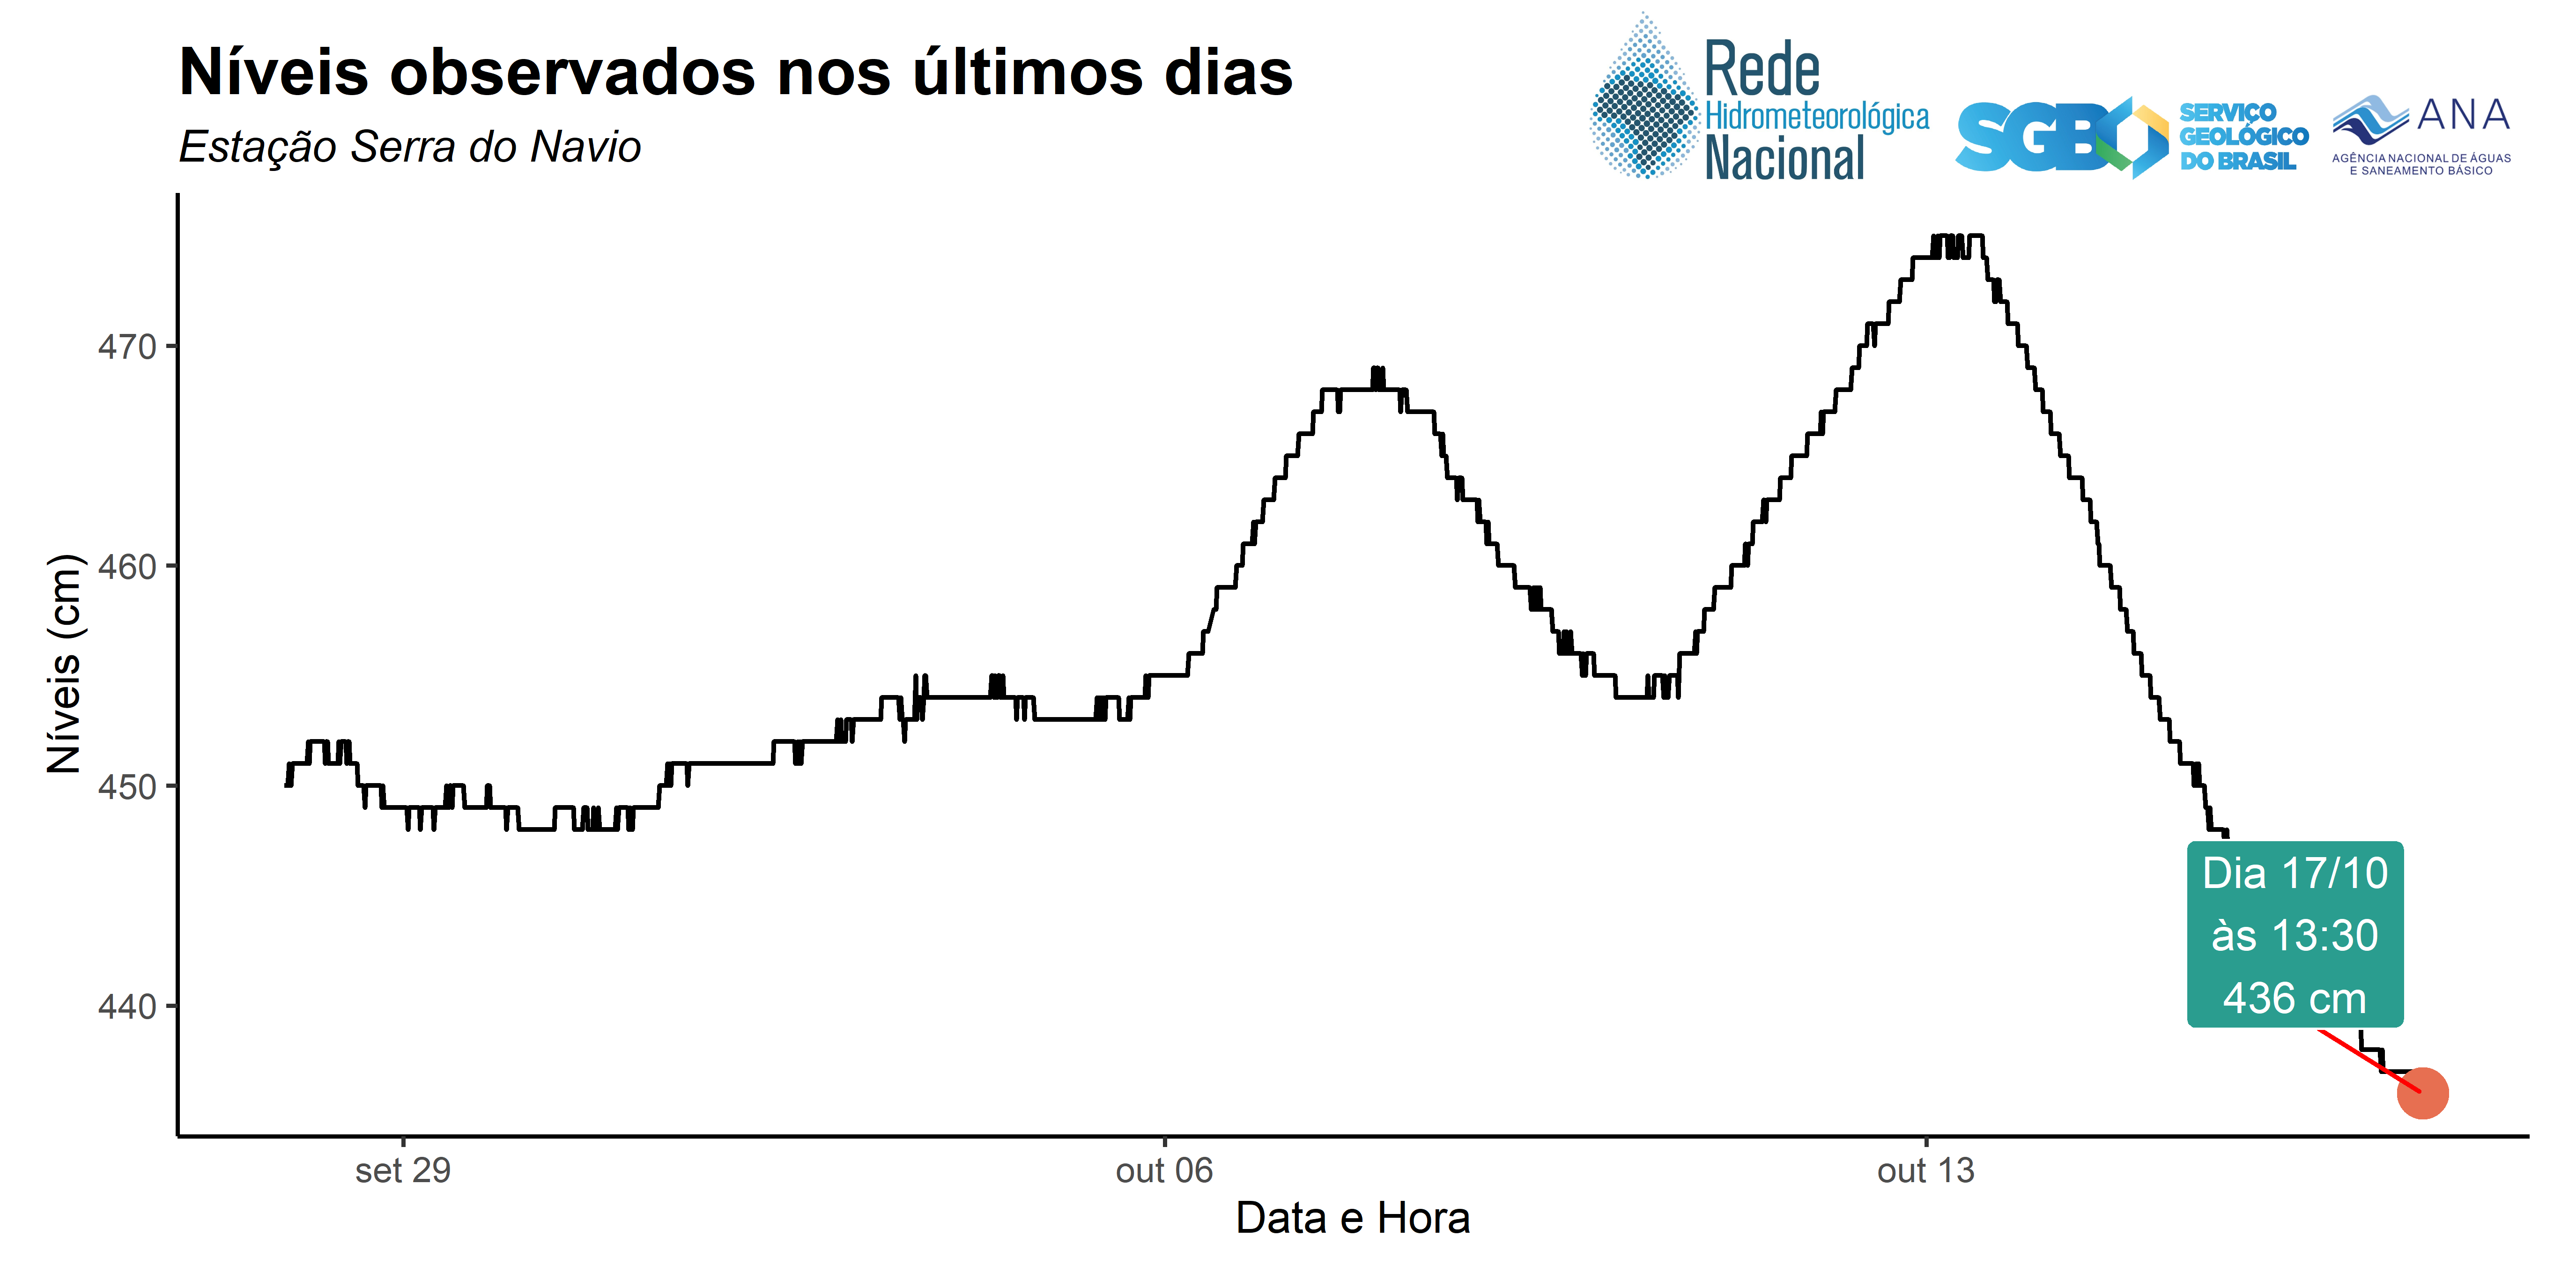 Níveis observados nos últimos dias
Estação Serra do Navio
Rede
Hidrometeorológica
Nacional
SGB
SERVIÇO
GEOLÓGICO
DO BRASIL
ANA
AGÊNCIA NACIONAL DE ÁGUAS
E SANEAMENTO BÁSICO
Níveis (cm)
470
460
450
440
Dia 17/10
às 13:30
436 cm
set 29
out 06
out 13
Data e Hora